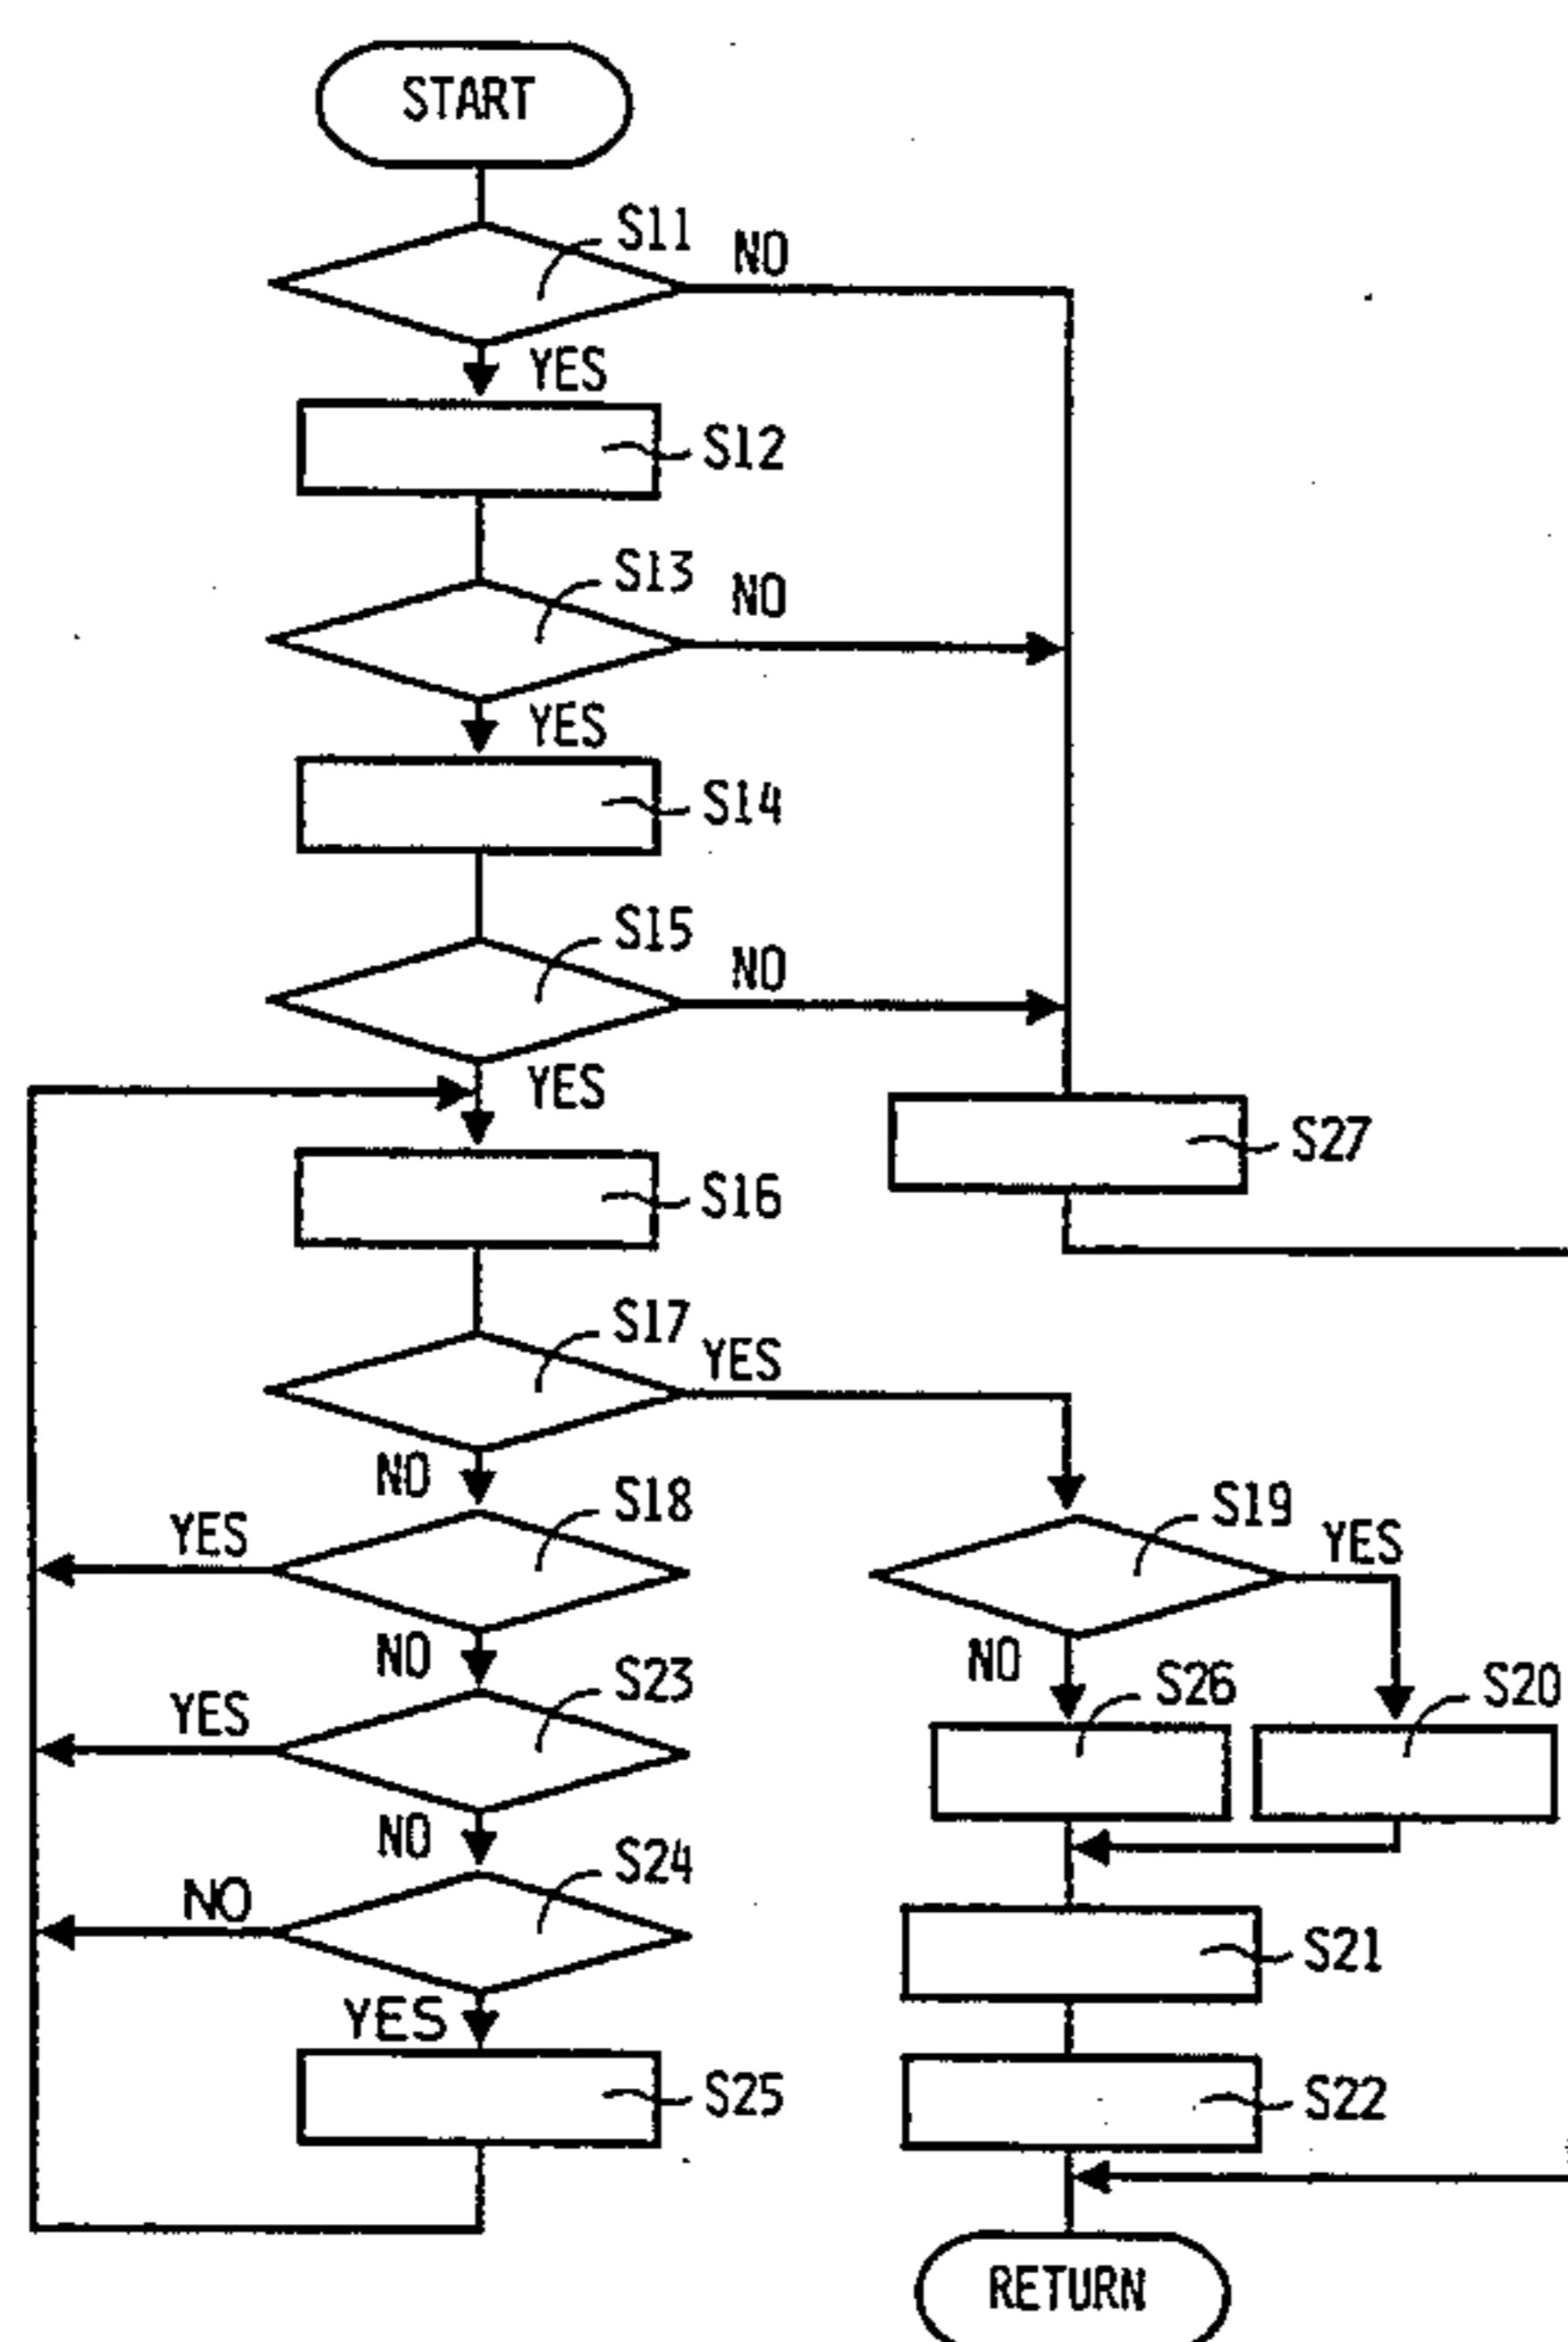 START
S11
NO
YES
S12
S13
NO
YES
S14
S15
NO
YES
S27
S16
S17
YES
NO
S18
YES
S19
YES
NO
S23
NO
S26
S20
YES
NO
S24
NO
S21
YES
S25
S22
RETURN